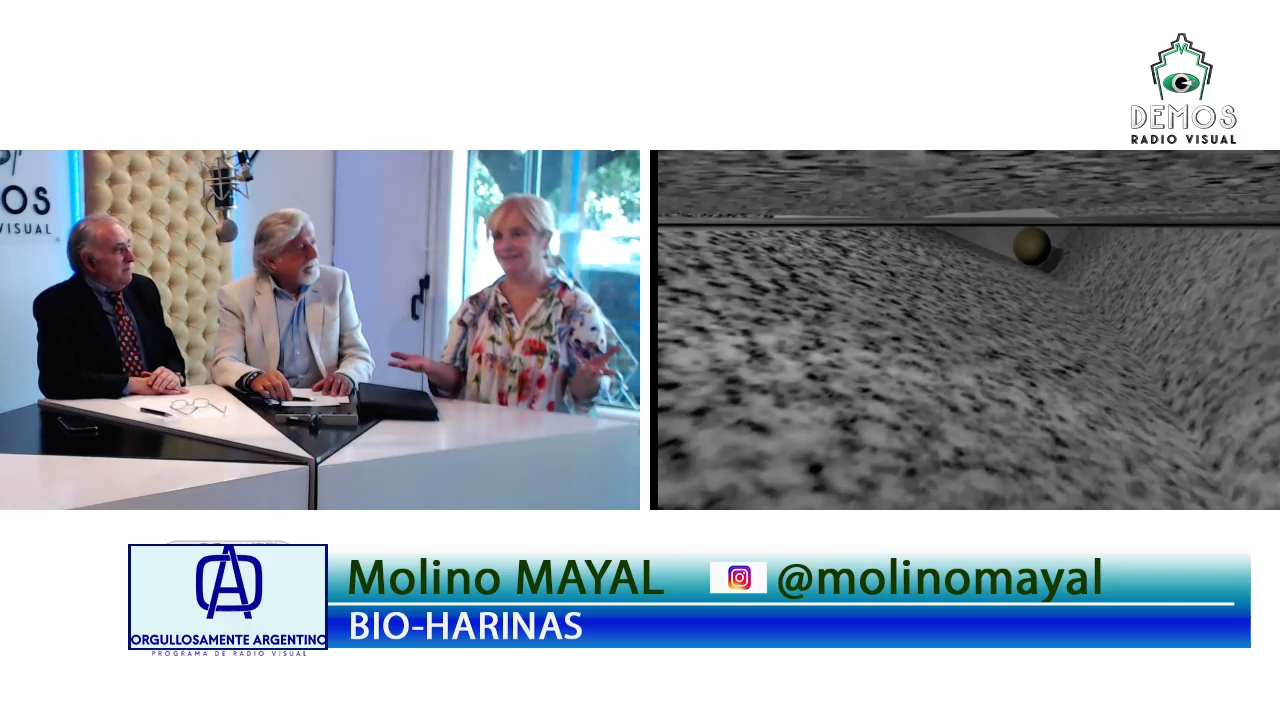 DEMOS
RADIO VISUAL
OS
VISUAL
Molino MAYAL
@molinomayal
BIO-HARINAS
ORGULLOSAMENTE ARGENTINO
PROGRAMA DE RADIO VISUAL